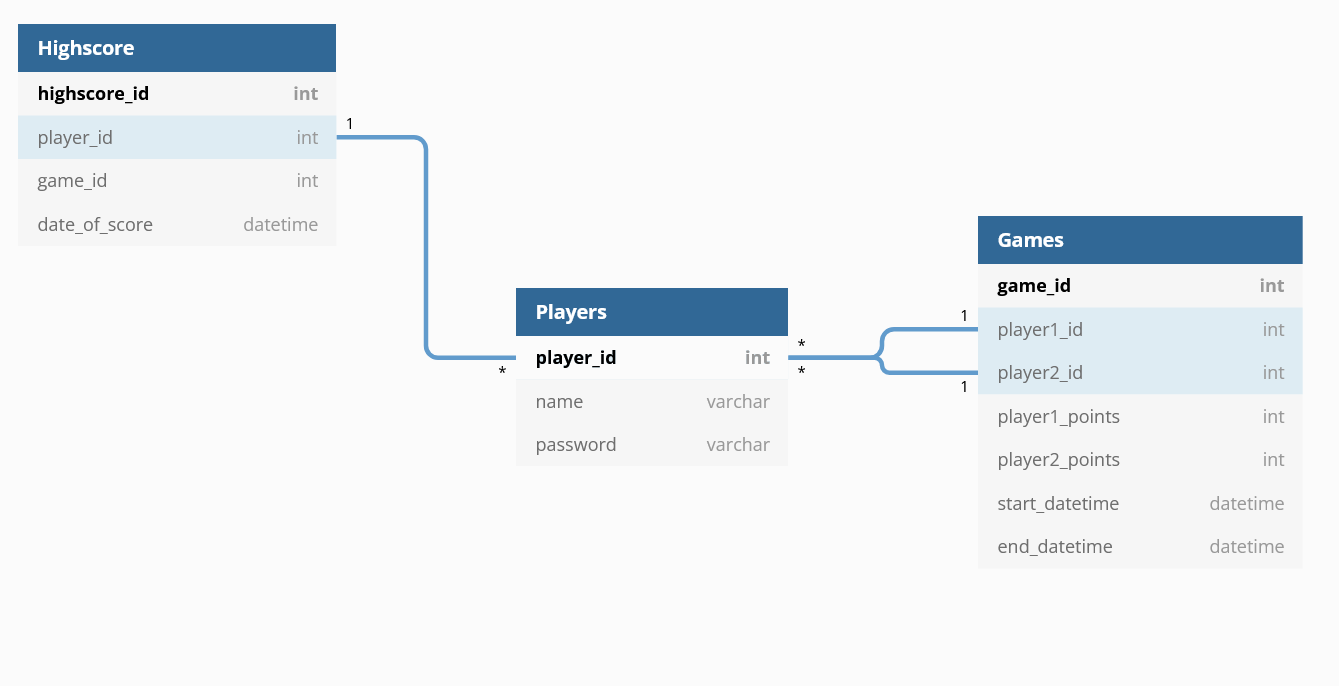 Highscore
highscore_id int
player_id int
game_id int
date_of_score datetime
1
*
Players
player_id int
name varchar
password varchar
*
*
1
1
Games
game_id int
player1_id int
player2_id int
player1_points int
player2_points int
start_datetime datetime
end_datetime datetime